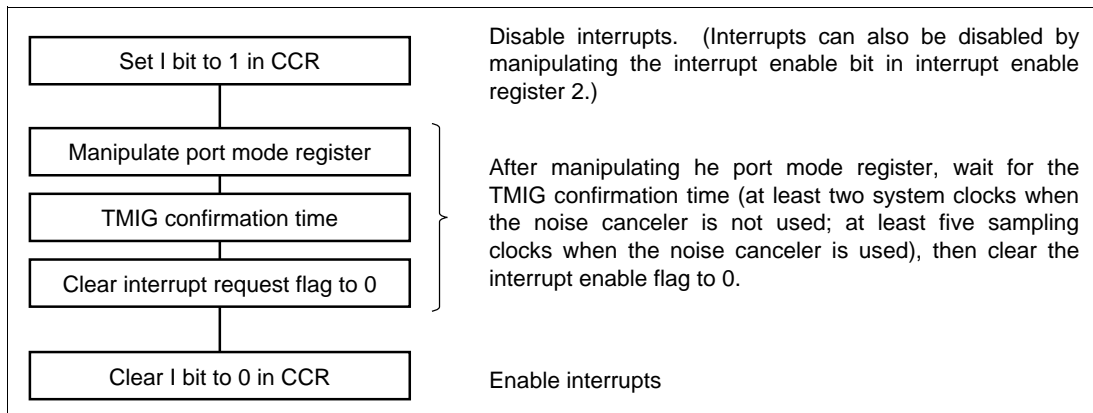 Set I bit to 1 in CCR
Disable interrupts.  (Interrupts can also be disabled by
manipulating the interrupt enable bit in interrupt enable
register 2.)
Manipulate port mode register
TMIG confirmation time
Clear interrupt request flag to 0
After manipulating he port mode register, wait for the
TMIG confirmation time (at least two system clocks when
the noise canceler is not used; at least five sampling
clocks when the noise canceler is used), then clear the
interrupt enable flag to 0.
Clear I bit to 0 in CCR
Enable interrupts